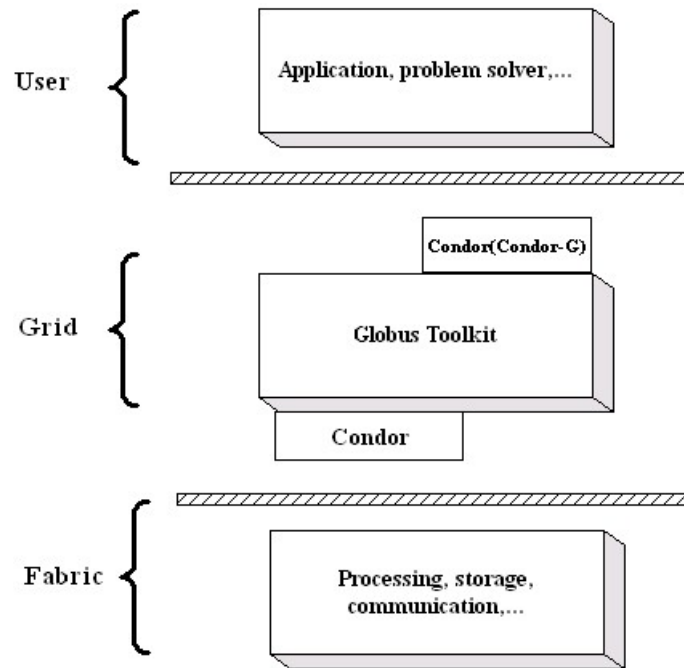 User
Application, problem solver,...
Condor(Condor-G)
Grid
Globus Toolkit
Condor
Fabric
Processing, storage,
communication,...